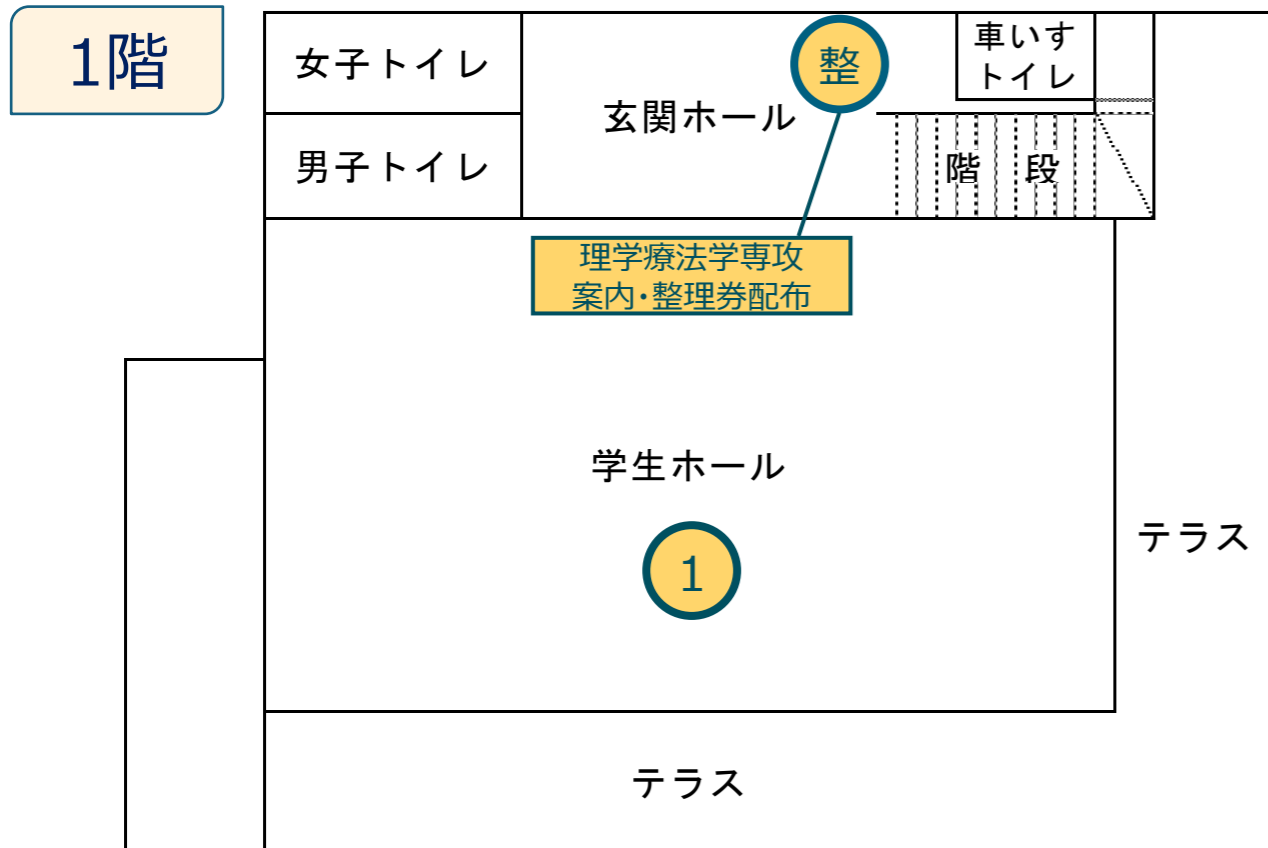 1階
女子トイレ
整
車いす
トイレ
玄関ホール
男子トイレ
階段
理学療法学専攻
案内・整理券配布
学生ホール
1
テラス
テラス